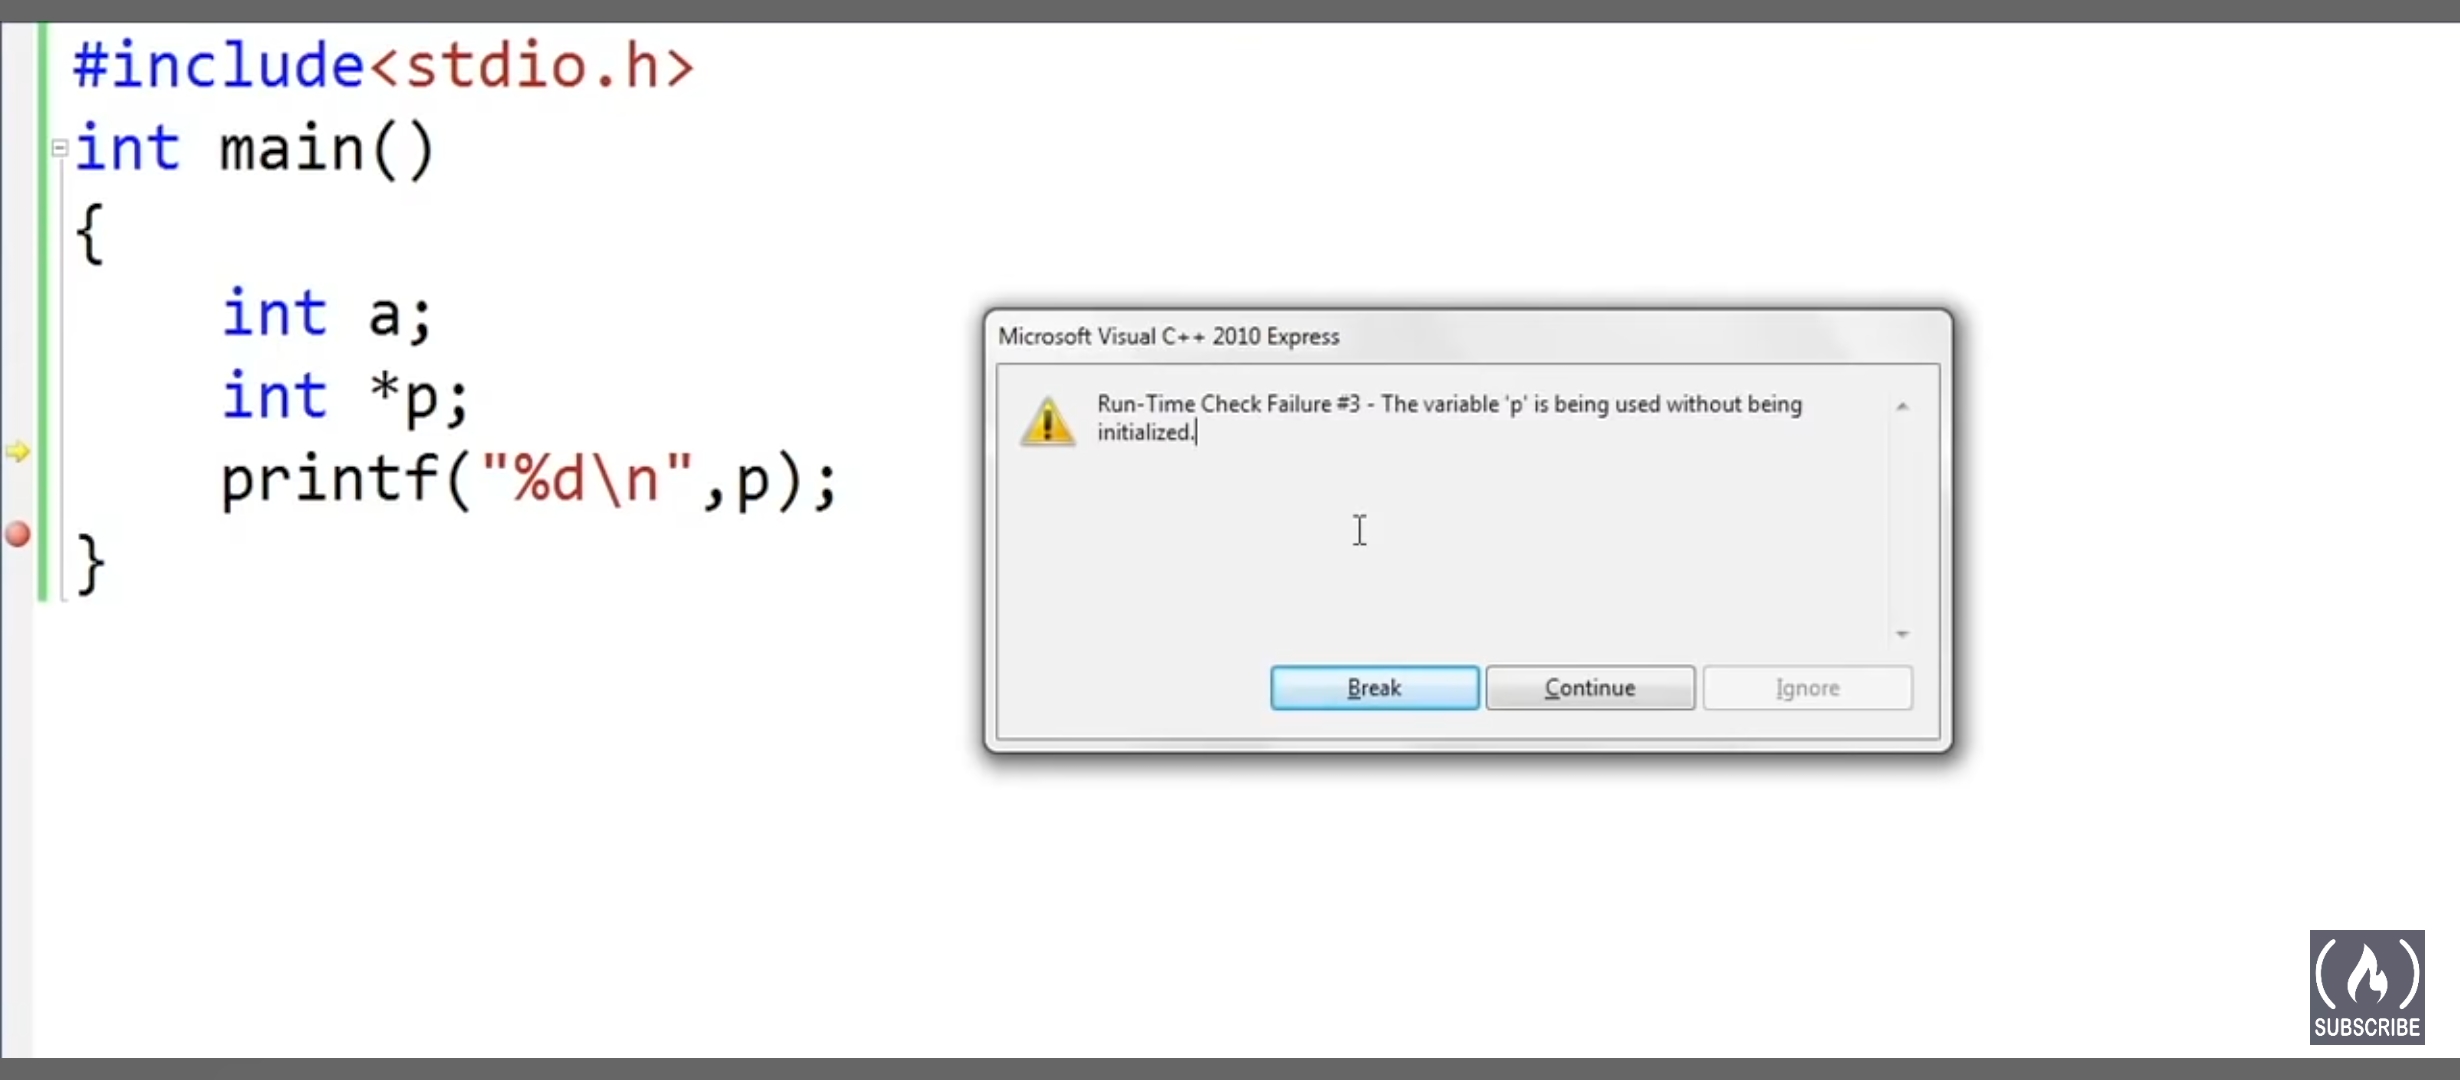 #include<stdio.h>
int main()
{
int a;
int *p;
printf("%d\n",p);
}
Microsoft Visual C++ 2010 Express
Run-Time Check Failure #3 - The variable 'p' is being used without being
initialized.
Break Continue Ignore
SUBSCRIBE